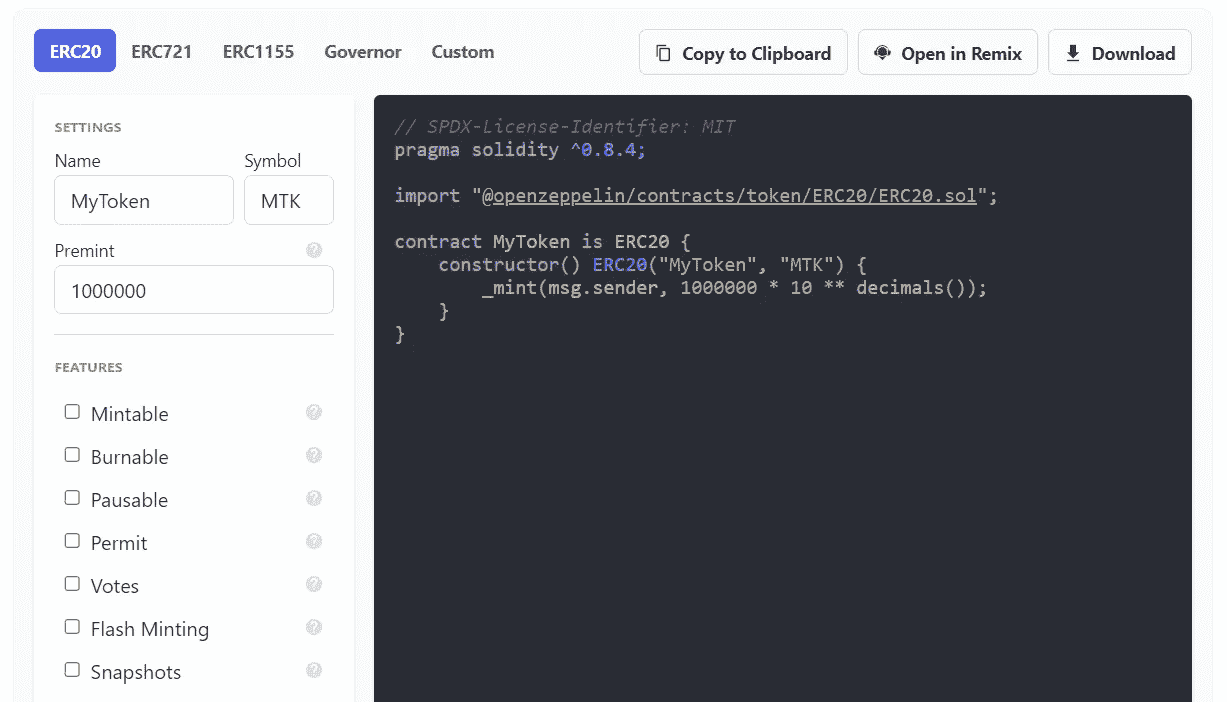 ERC20 ERC721 ERC1155 Governor Custom Copy to Clipboard Open in Remix Download
SETTINGS
Name Symbol
MyToken MTK
Premint
1000000
FEATURES
Mintable
Burnable
Pausable
Permit
Votes
Flash Minting
Snapshots
// SPDX-License-Identifier: MIT
pragma solidity ^0.8.4;
import "@openzeppelin/contracts/token/ERC20/ERC20.sol";
contract MyToken is ERC20 {
    constructor() ERC20("MyToken", "MTK") {
        _mint(msg.sender, 1000000 * 10 ** decimals());
    }
}